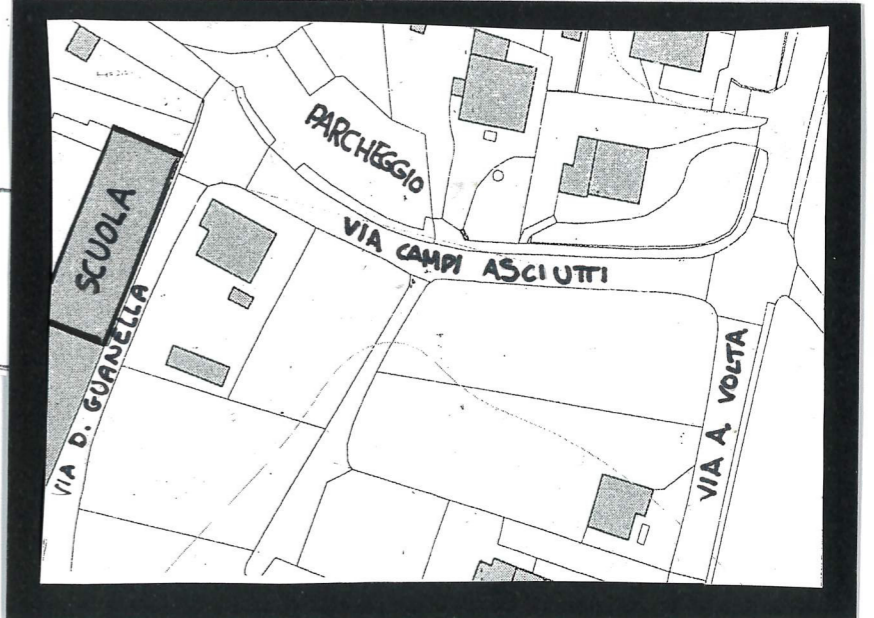 PARCHEGGIO
SCUOLA
VIA CAMPI ASCIUTTI
VIA D. GUANELLA
VIA A. VOLTA